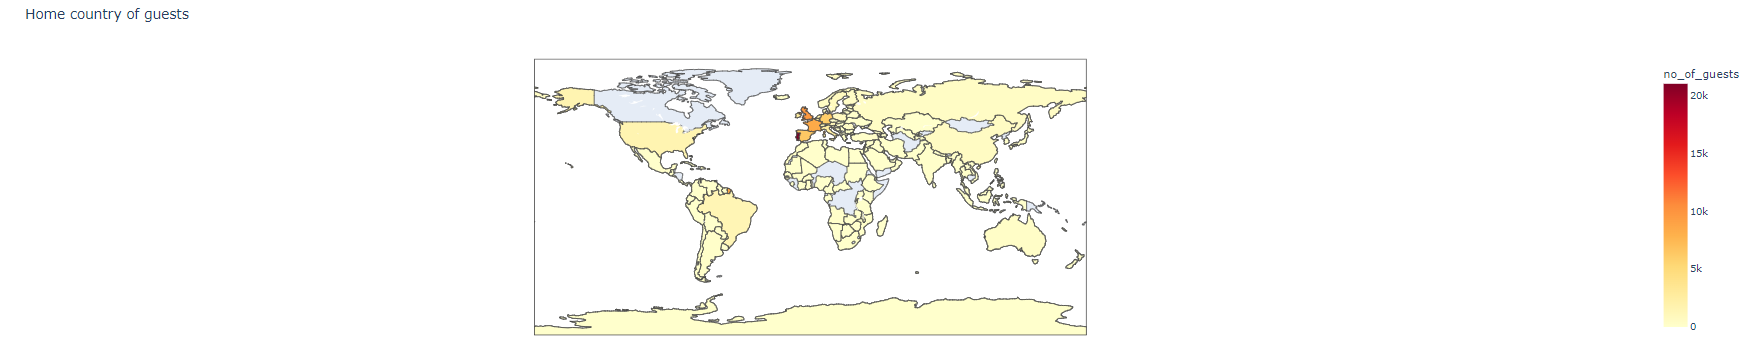 Home country of guests
no_of_guests
20k
15k
10k
5k
0